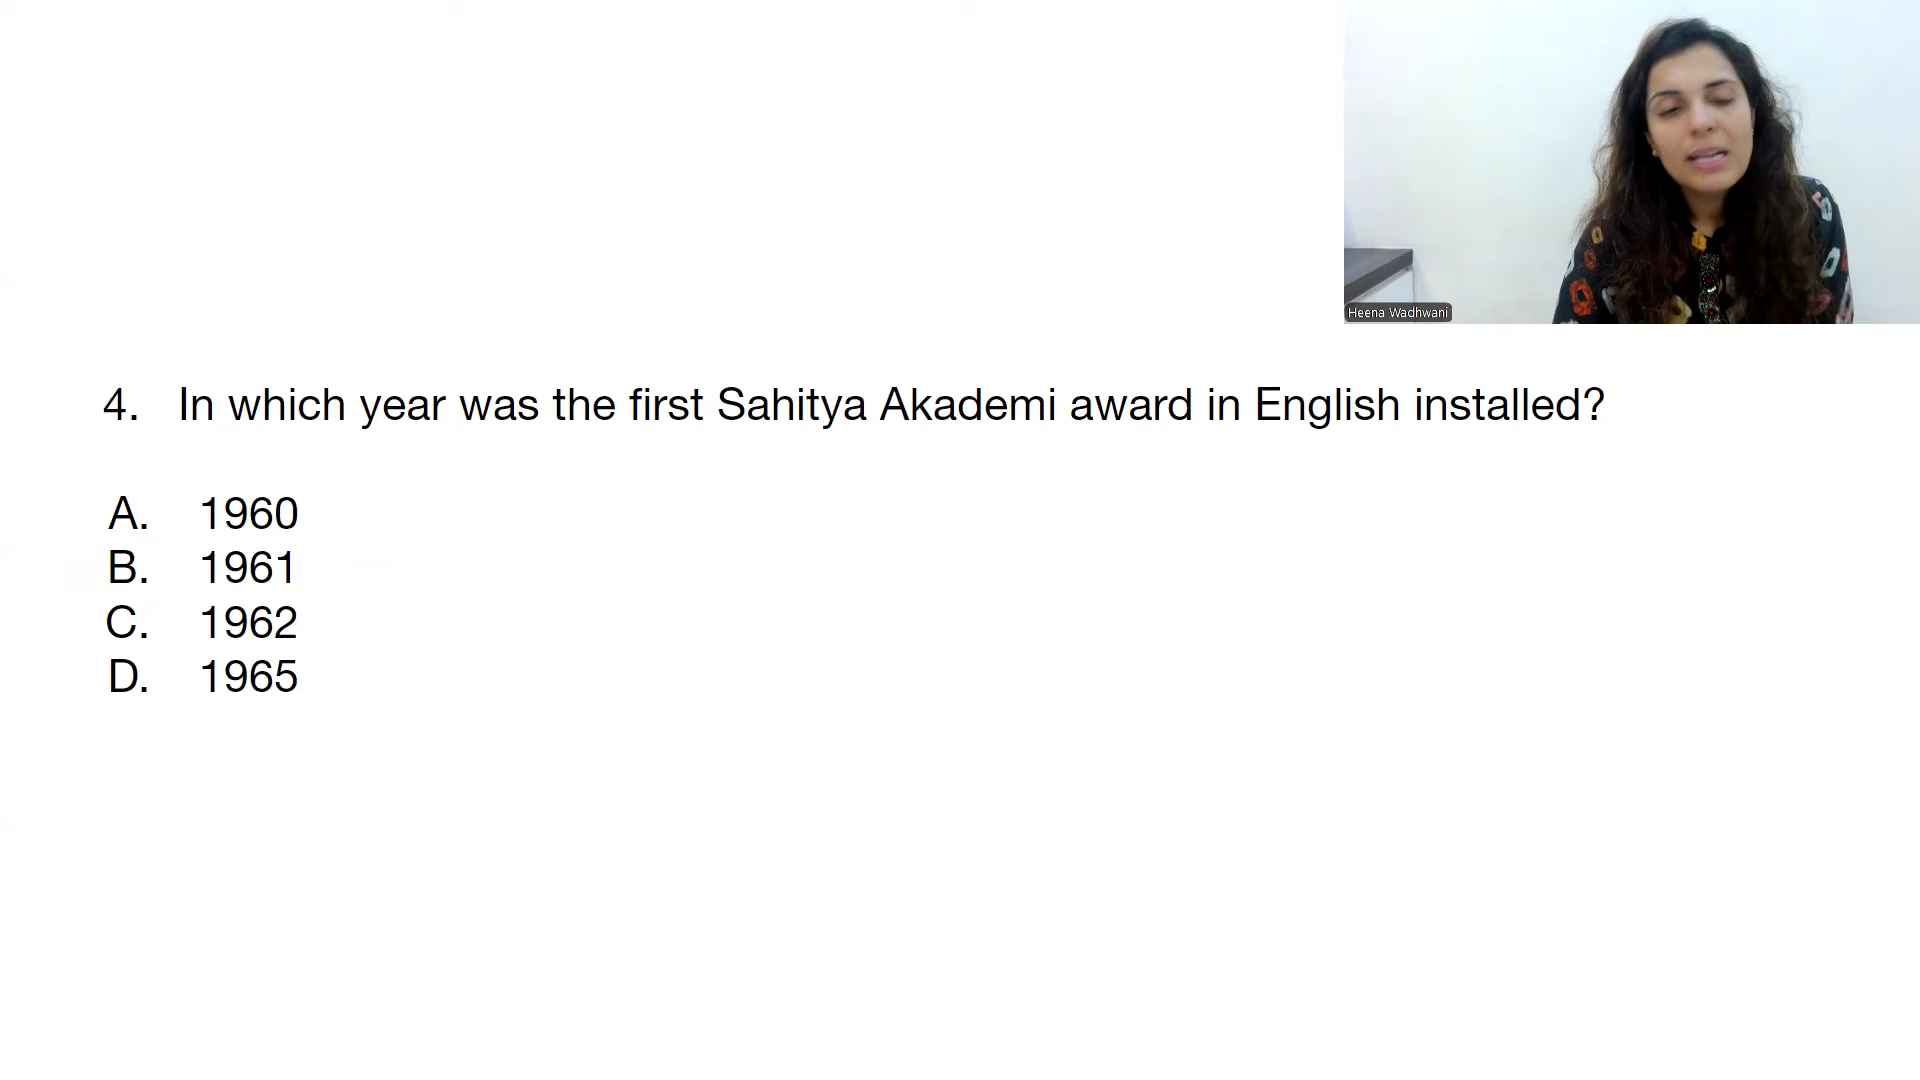 Heena Wadhwani
4. In which year was the first Sahitya Akademi award in English installed?
A. 1960
B. 1961
C. 1962
D. 1965